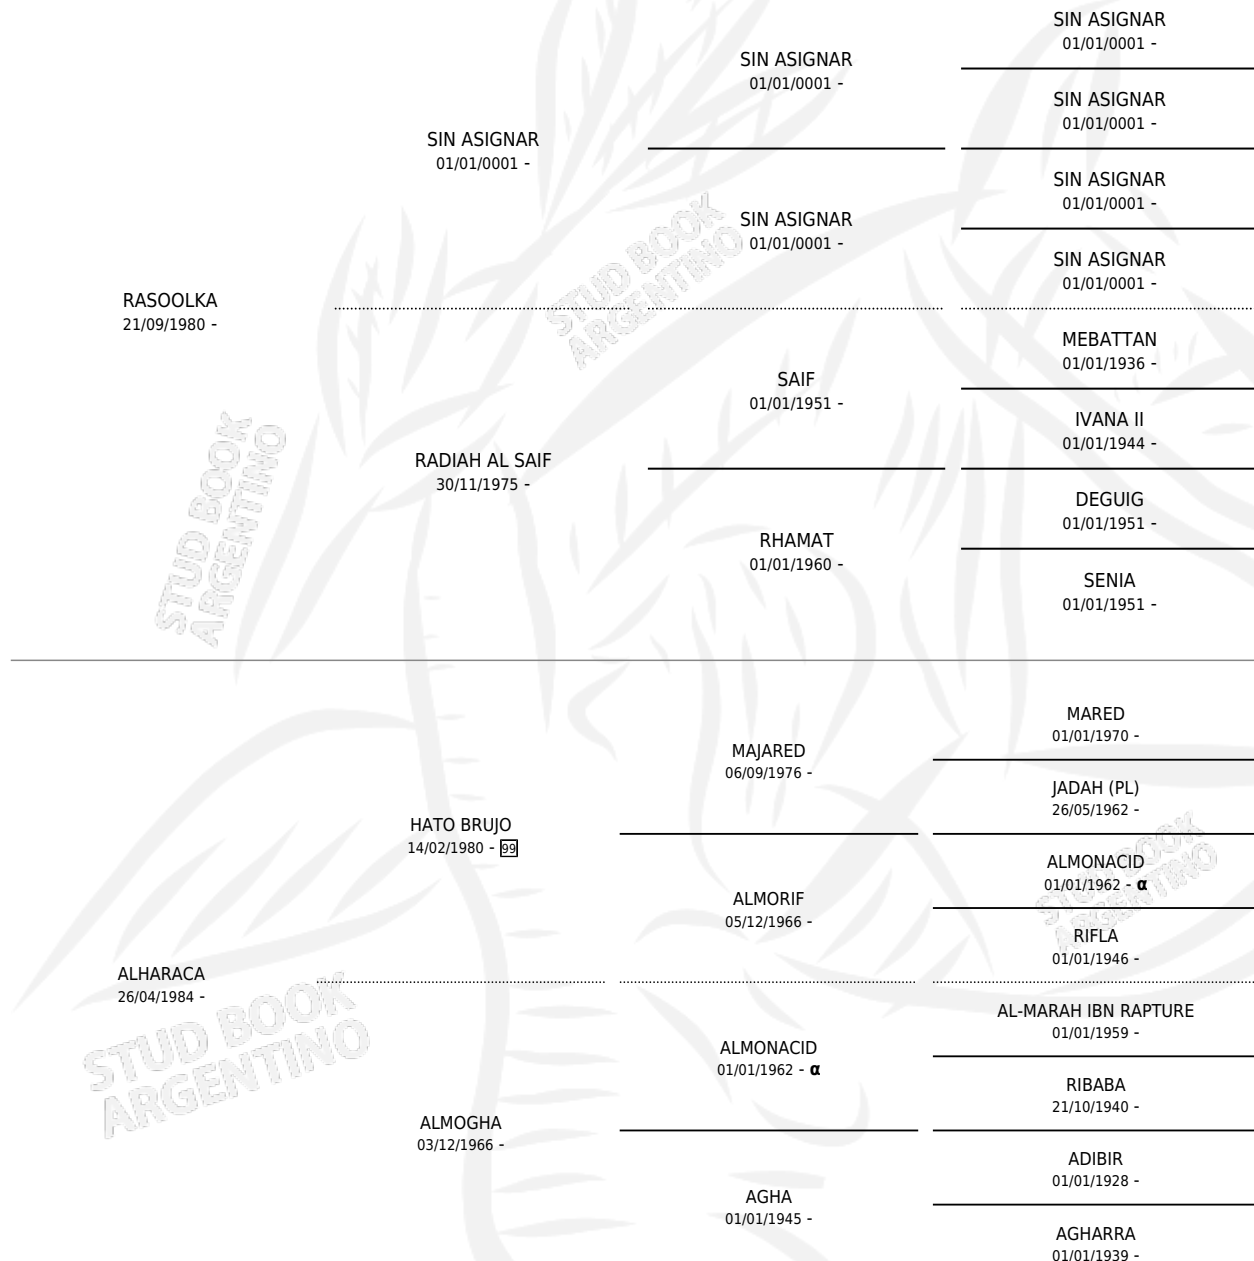 SIN ASIGNAR
01/01/0001 -
SIN ASIGNAR
01/01/0001 -
SIN ASIGNAR
01/01/0001 -
SIN ASIGNAR
01/01/0001 -
SIN ASIGNAR
01/01/0001 -
SIN ASIGNAR
01/01/0001 -
SIN ASIGNAR
01/01/0001 -
RASOOLKA
21/09/1980 -
MEBATTAN
01/01/1936 -
SAIF
01/01/1951 -
IVANA II
01/01/1944 -
RADIAH AL SAIF
30/11/1975 -
DEGUIG
01/01/1951 -
RHAMAT
01/01/1960 -
SENIA
01/01/1951 -
MARED
01/01/1970 -
MAJARED
06/09/1976 -
JADAH (PL)
26/05/1962 -
HATO BRUJO
14/02/1980 - 99
ALMONACID
01/01/1962 - α
ALMORIF
05/12/1966 -
RIFLA
01/01/1946 -
ALHARACA
26/04/1984 -
AL-MARAH IBN RAPTURE
01/01/1959 -
ALMONACID
01/01/1962 - α
RIBABA
21/10/1940 -
ALMOGHA
03/12/1966 -
ADIBIR
01/01/1928 -
AGHA
01/01/1945 -
AGHARRA
01/01/1939 -
STUD BOOK
ARGENTINO
STUD BOOK
ARGENTINO
STUD BOOK
ARGENTINO
STUD BOOK
ARGENTINO